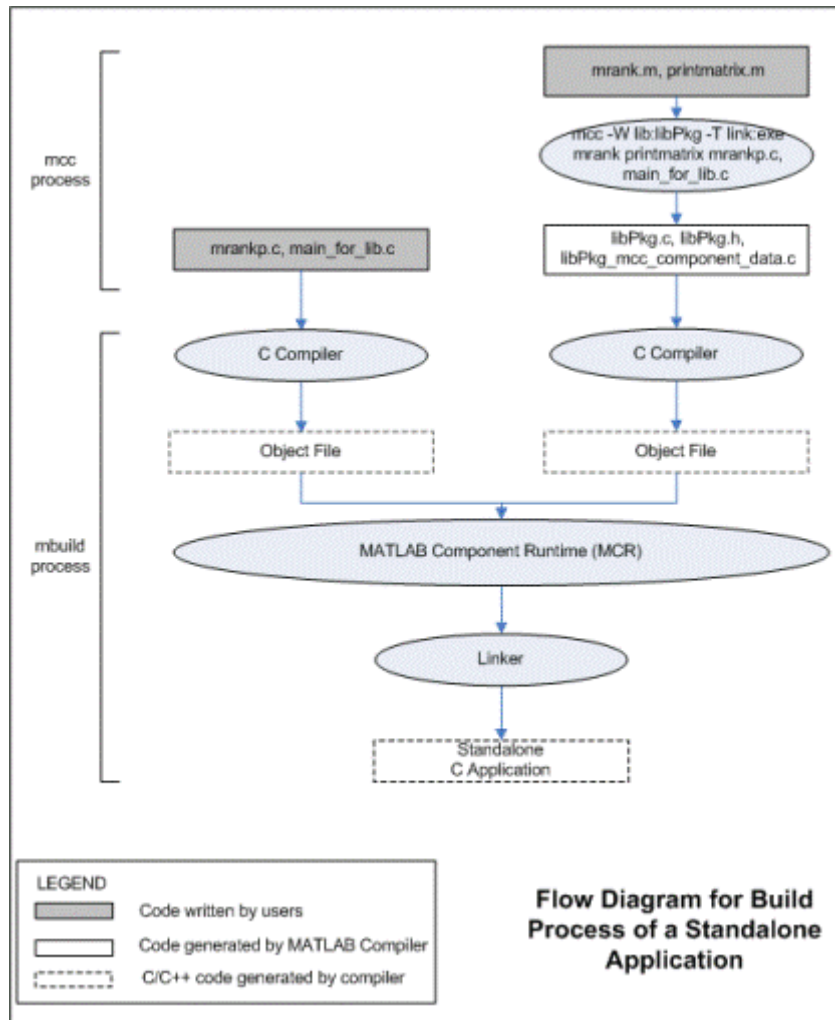 mrank.m, printmatrix.m
mcc -W lib:libPkg -T link:exe
mrank printmatrix mrankp.c,
main_for_lib.c
mcc
process
mrankp.c, main_for_lib.c
libPkg.c, libPkg.h,
libPkg_mcc_component_data.c
C Compiler
C Compiler
Object File
Object File
mbuild
process
MATLAB Component Runtime (MCR)
Linker
Standalone
C Application
LEGEND
Code written by users
Code generated by MATLAB Compiler
C/C++ code generated by compiler
Flow Diagram for Build
Process of a Standalone
Application